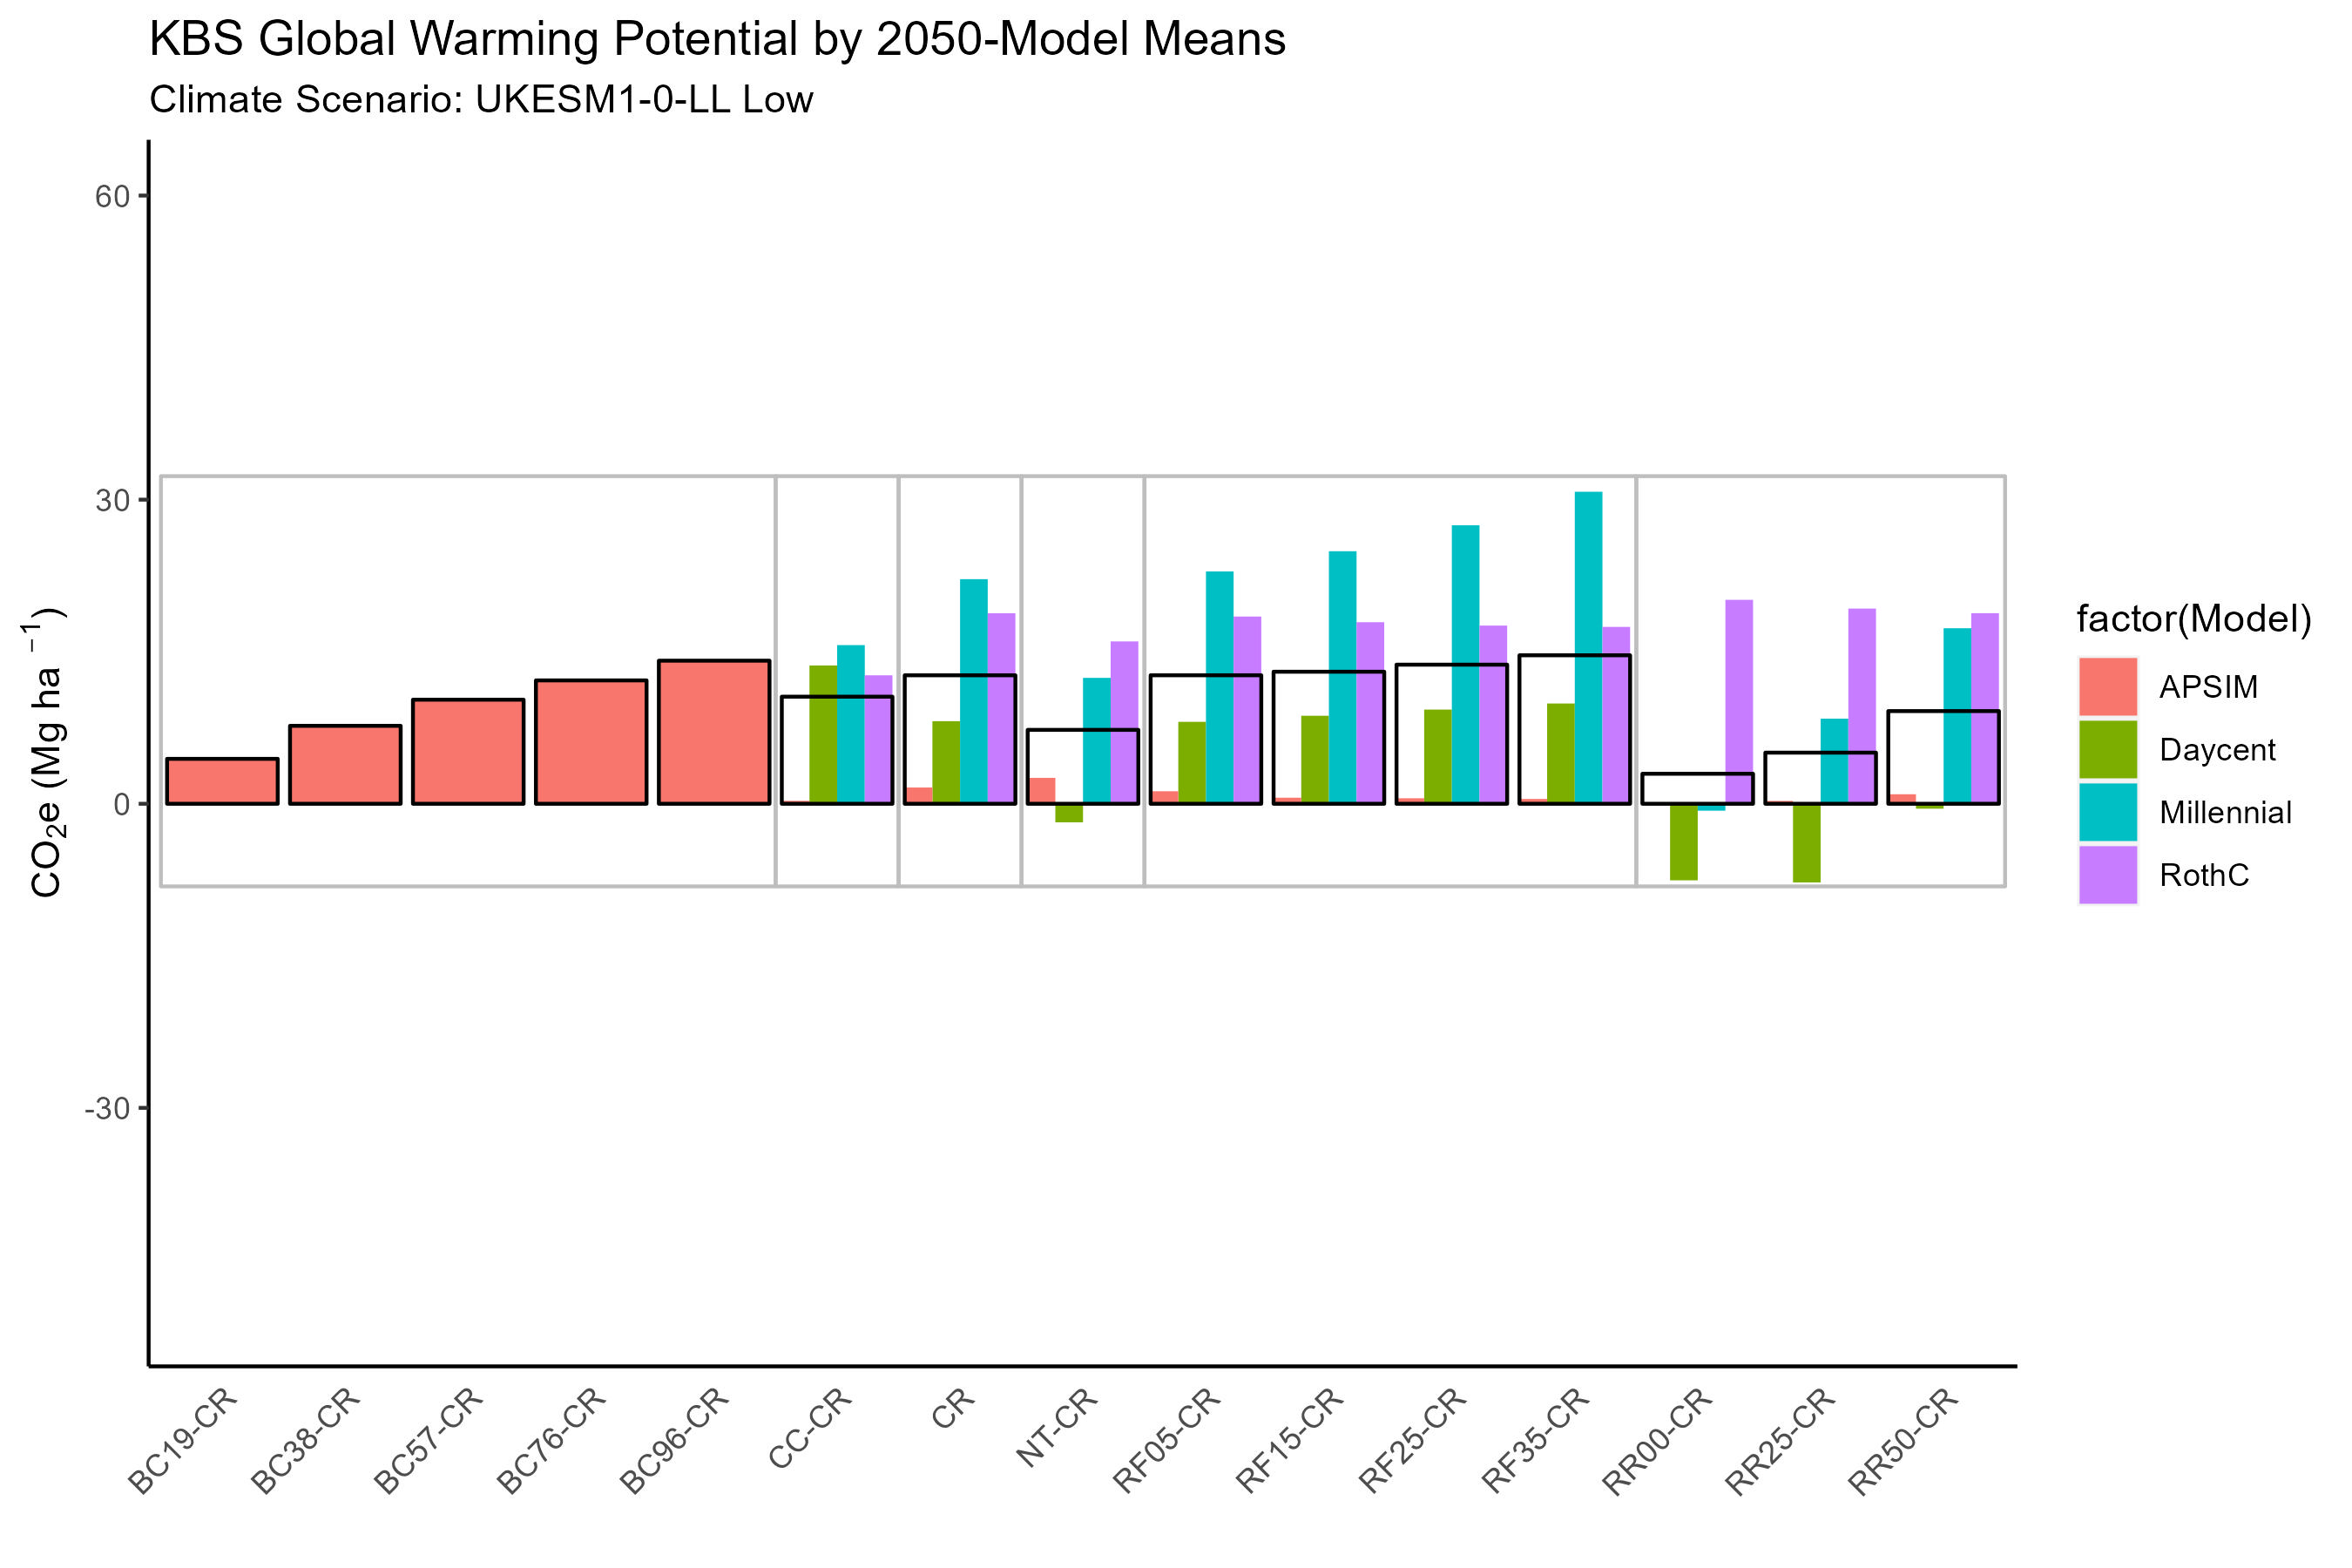 KBS Global Warming Potential by 2050-Model Means
Climate Scenario: UKESM1-0-LL Low
CO₂e (Mg ha ⁻¹)
60
30
0
-30
BC19-CR
BC38-CR
BC57-CR
BC76-CR
BC96-CR
CC-CR
CR
NT-CR
RF05-CR
RF15-CR
RF25-CR
RF35-CR
RR00-CR
RR25-CR
RR50-CR
factor(Model)
APSIM
Daycent
Millennial
RothC